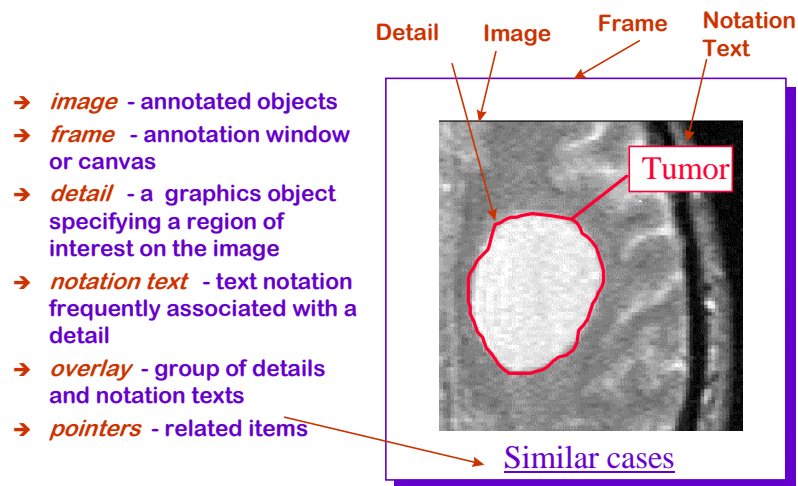 Detail
Image
Frame
Notation
Text
➔ image - annotated objects
➔ frame - annotation window
or canvas
➔ detail - a graphics object
specifying a region of
interest on the image
➔ notation text - text notation
frequently associated with a
detail
➔ overlay - group of details
and notation texts
➔ pointers - related items
Tumor
Similar cases